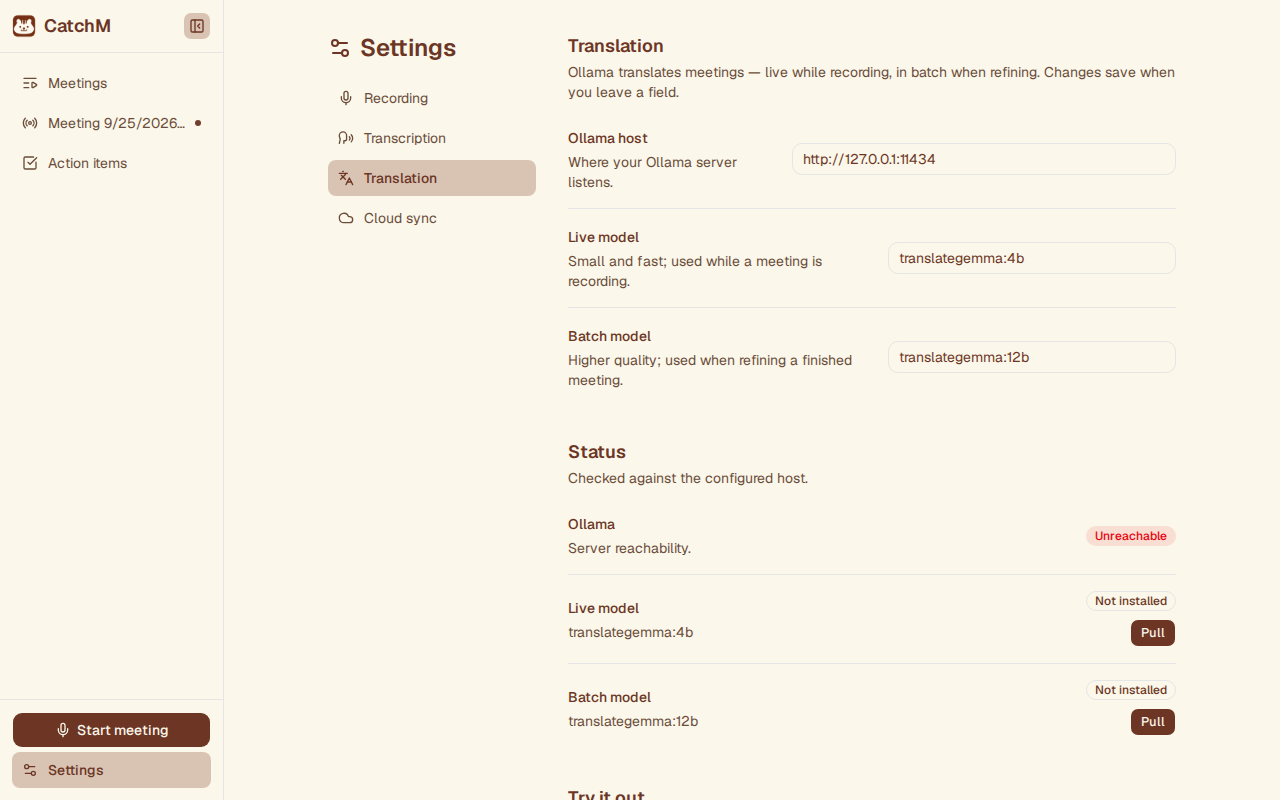 CatchM
Meetings
Meeting 9/25/2026...
Action items
Start meeting
Settings
Settings
Recording
Transcription
Translation
Cloud sync
Translation
Ollama translates meetings — live while recording, in batch when refining. Changes save when
you leave a field.
Ollama host
Where your Ollama server
listens.
http://127.0.0.1:11434
Live model
Small and fast; used while a meeting is
recording.
translategemma:4b
Batch model
Higher quality; used when refining a finished
meeting.
translategemma:12b
Status
Checked against the configured host.
Ollama
Server reachability.
Unreachable
Live model
translategemma:4b
Not installed
Pull
Batch model
translategemma:12b
Not installed
Pull
Try it out